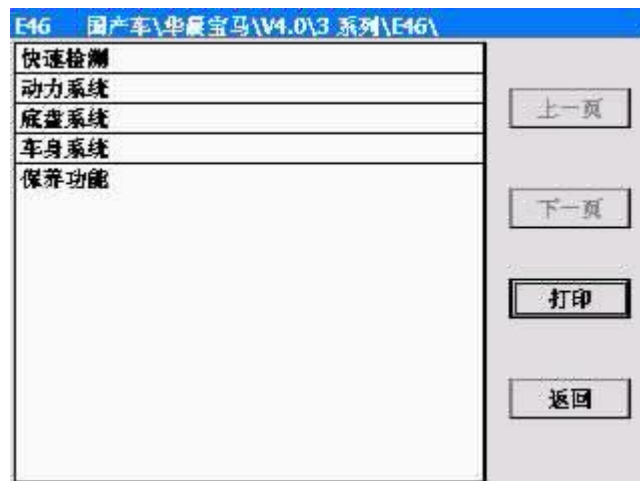 E46 国产车\华晨宝马\V4.0\3 系列\E46\
快速检测
动力系统
底盘系统
车身系统
保养功能
上一页
下一页
打印
返回